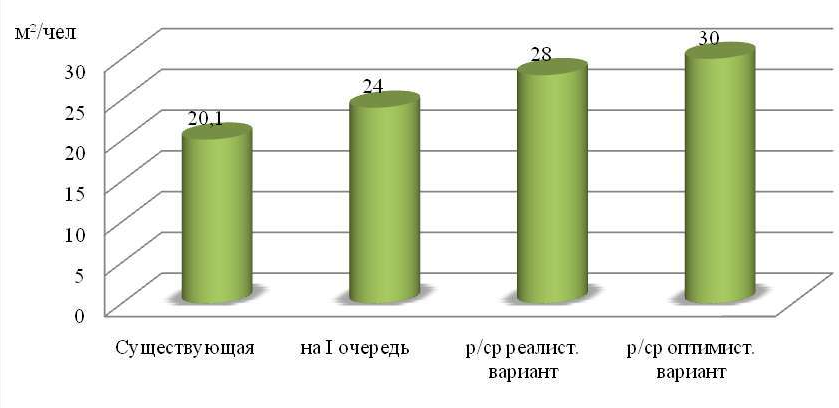 м²/чел
30
25
20
15
10
5
0
20,1
24
28
30
Существующая
на I очередь
р/ср реалист.
вариант
р/ср оптимист.
вариант